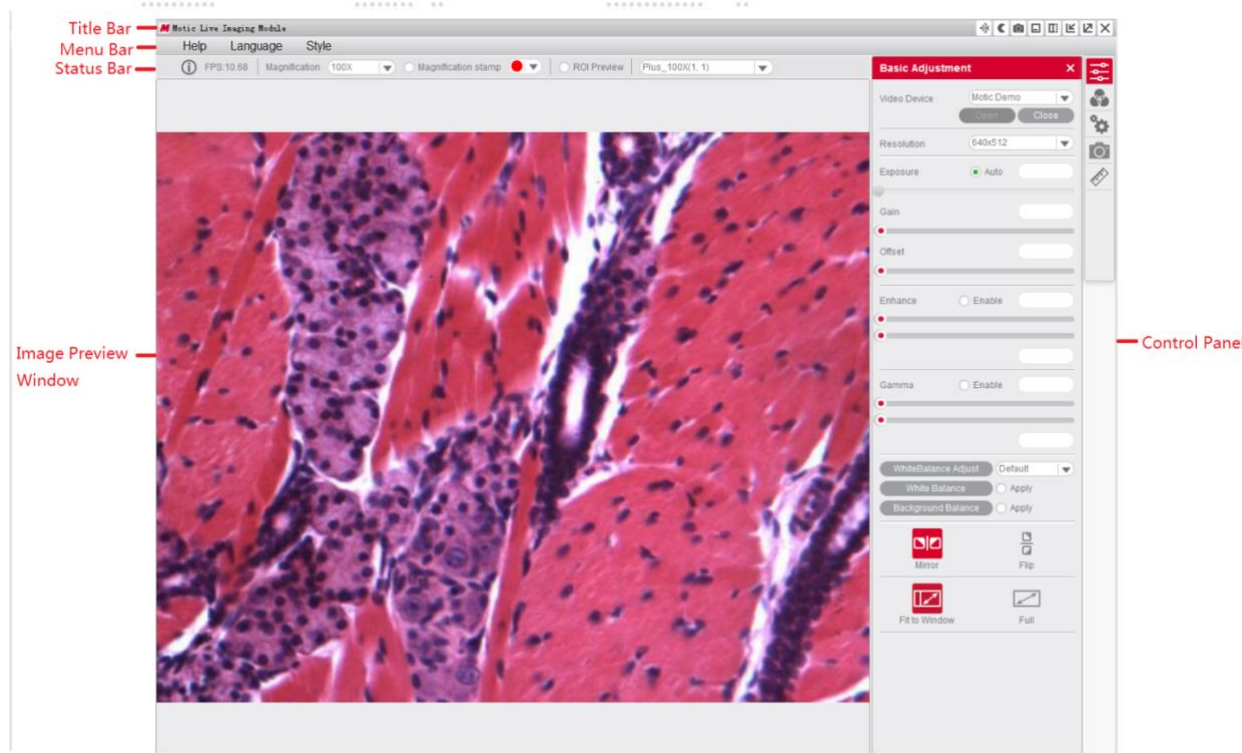 Title Bar
Motic Live Imaging Module
Menu Bar
Help Language Style
Status Bar
FPS:10.68 Magnification 100X Magnification stamp ROI Preview Plus_100X(1, 1)
Basic Adjustment
Video Device Motic Demo
Open Close
Resolution 640x512
Exposure Auto
Gain
Offset
Enhance Enable
Image Preview
Window
Control Panel
Gamma Enable
WhiteBalance Adjust Default
White Balance Apply
Background Balance Apply
Mirror Flip
Fit to Window Full